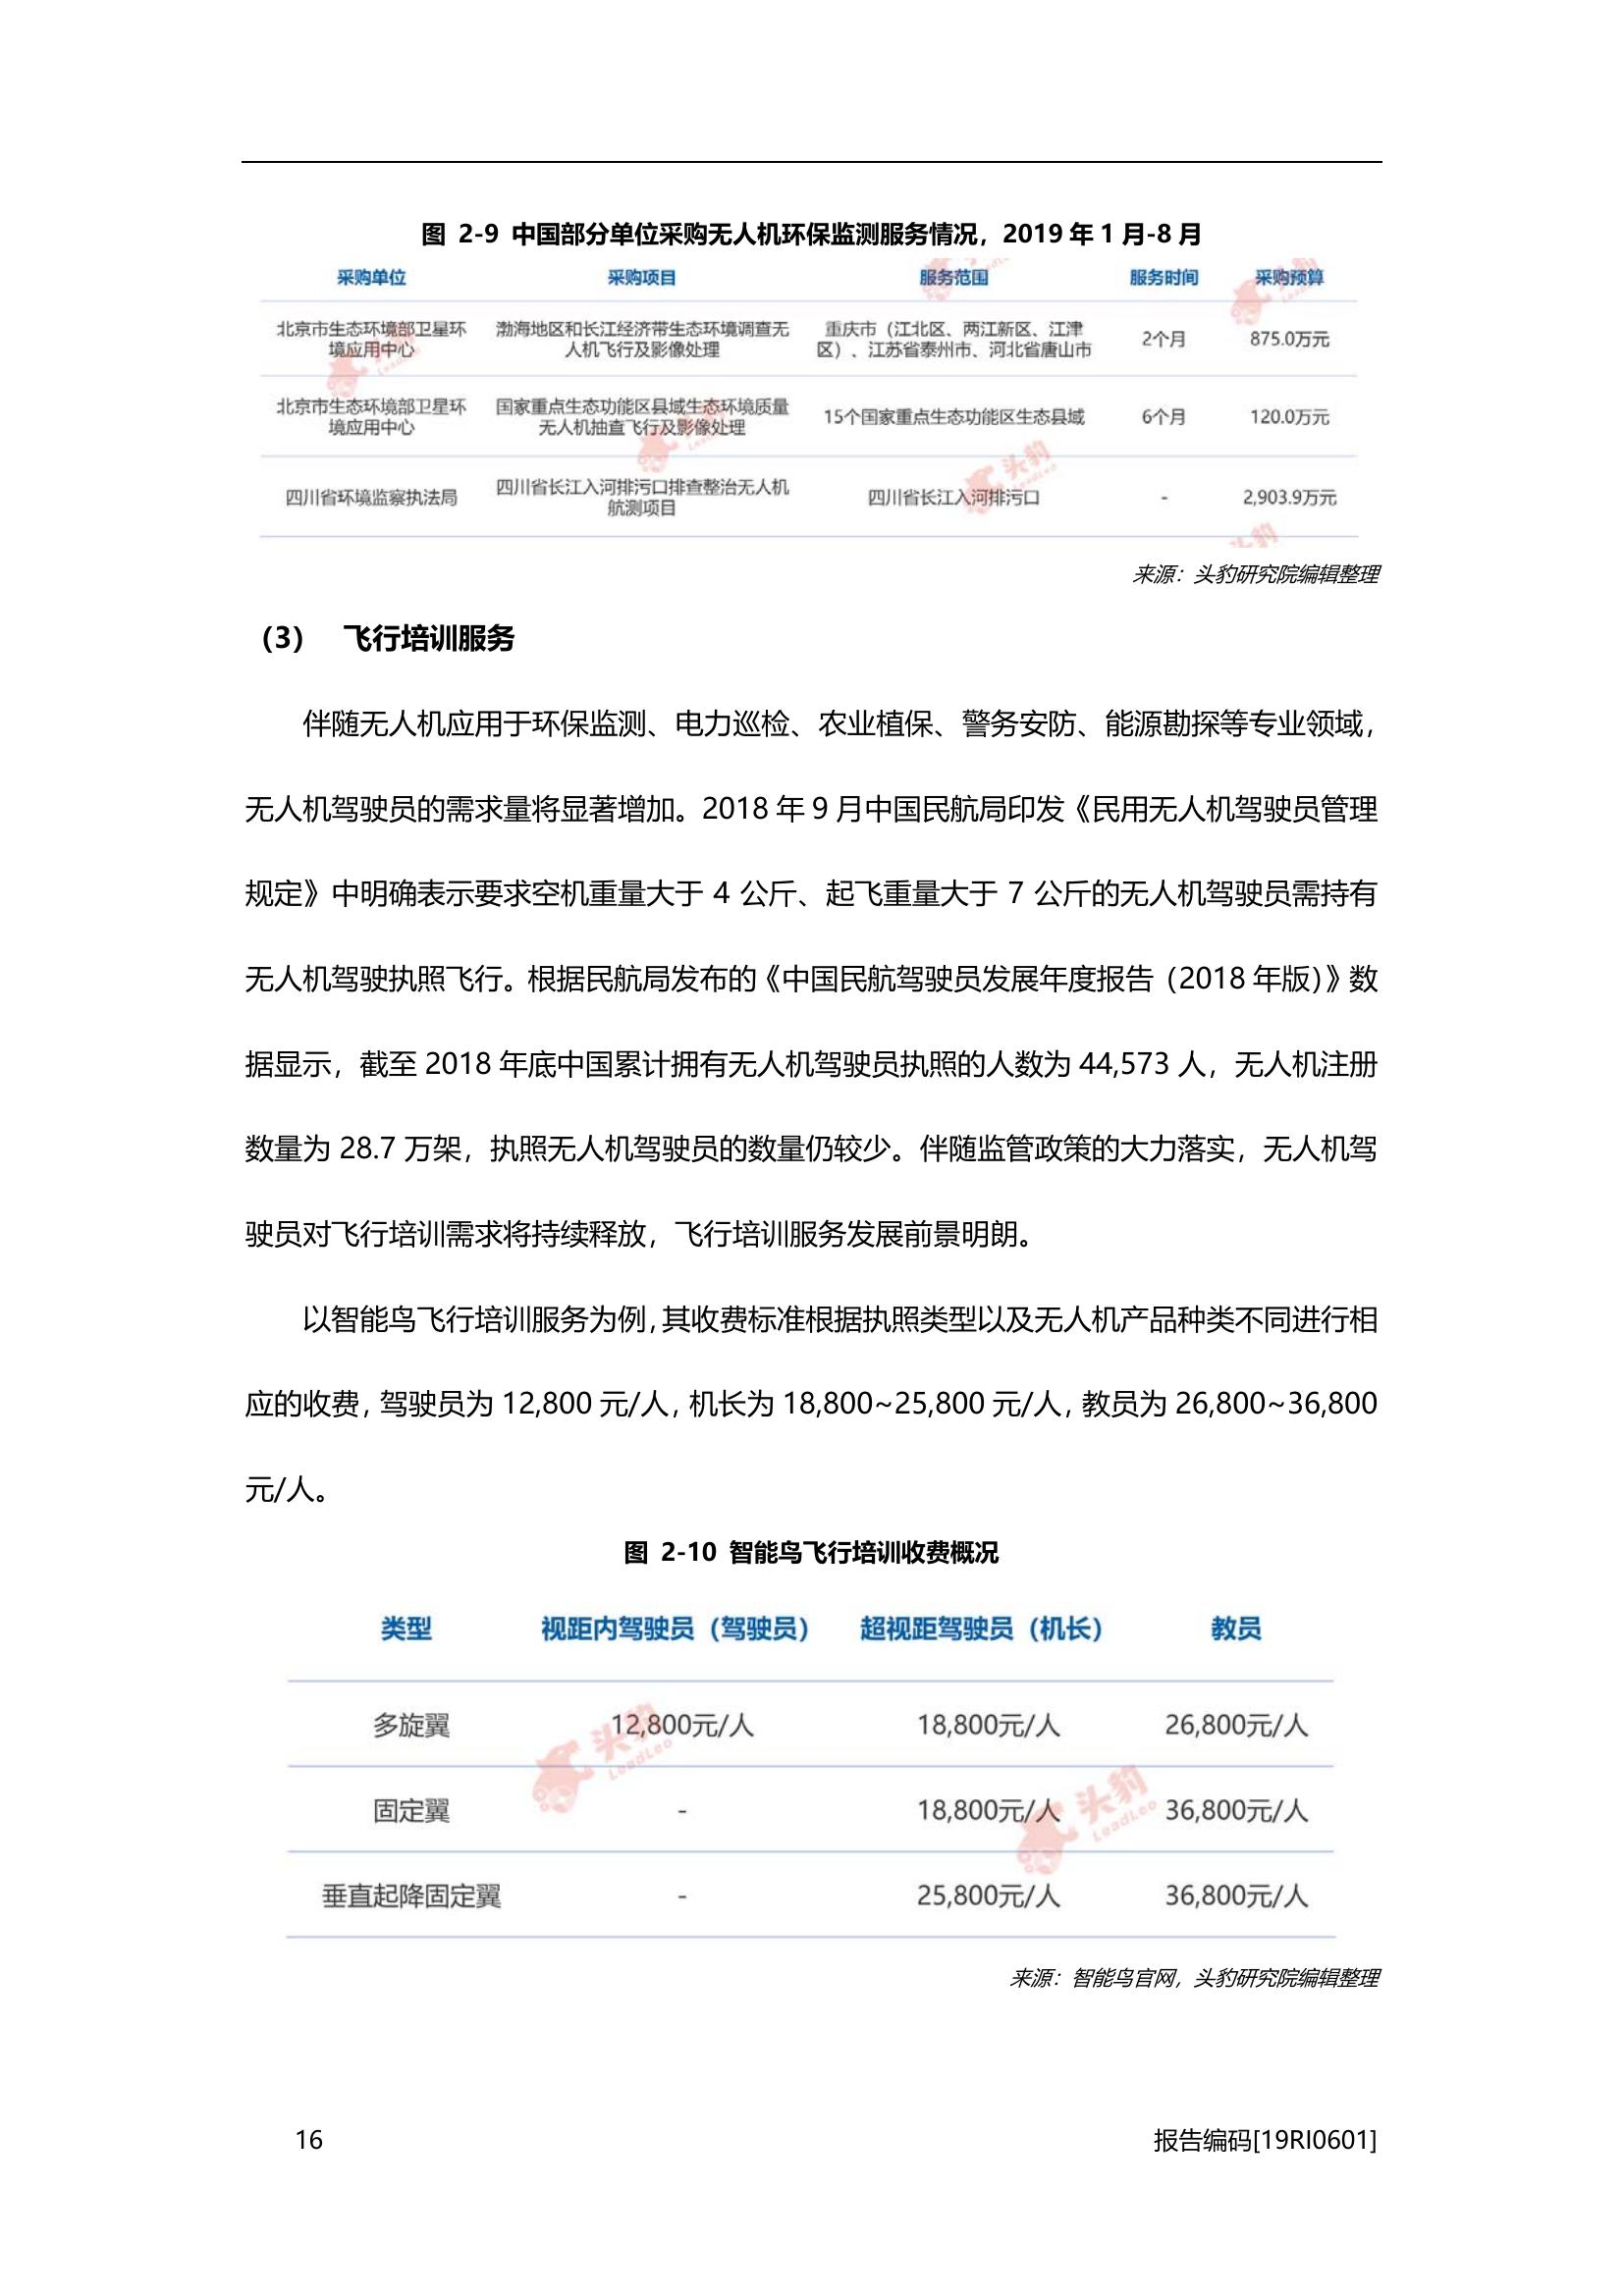 图 2-9 中国部分单位采购无人机环保监测服务情况，2019 年 1 月-8 月
采购单位 采购项目 服务范围 服务时间 采购预算
北京市生态环境部卫星环 渤海地区和长江经济带生态环境调查无 重庆市（江北区、两江新区、江津 2个月 875.0万元
境应用中心 人机飞行及影像处理 区）、江苏省泰州市、河北省唐山市
北京市生态环境部卫星环 国家重点生态功能区县域生态环境质量 15个国家重点生态功能区生态县域 6个月 120.0万元
境应用中心 无人机抽查飞行及影像处理
四川省环境监察执法局 四川省长江入河排污口排查整治无人机 四川省长江入河排污口 - 2,903.9万元
航测项目
来源：头豹研究院编辑整理
（3） 飞行培训服务
伴随无人机应用于环保监测、电力巡检、农业植保、警务安防、能源勘探等专业领域，
无人机驾驶员的需求量将显著增加。2018 年 9 月中国民航局印发《民用无人机驾驶员管理
规定》中明确表示要求空机重量大于 4 公斤、起飞重量大于 7 公斤的无人机驾驶员需持有
无人机驾驶执照飞行。根据民航局发布的《中国民航驾驶员发展年度报告（2018 年版）》数
据显示，截至 2018 年底中国累计拥有无人机驾驶员执照的人数为 44,573 人，无人机注册
数量为 28.7 万架，执照无人机驾驶员的数量仍较少。伴随监管政策的大力落实，无人机驾
驶员对飞行培训需求将持续释放，飞行培训服务发展前景明朗。
以智能鸟飞行培训服务为例，其收费标准根据执照类型以及无人机产品种类不同进行相
应的收费，驾驶员为 12,800 元/人，机长为 18,800~25,800 元/人，教员为 26,800~36,800
元/人。
图 2-10 智能鸟飞行培训收费概况
类型 视距内驾驶员（驾驶员） 超视距驾驶员（机长） 教员
多旋翼 12,800元/人 18,800元/人 26,800元/人
固定翼 - 18,800元/人 36,800元/人
垂直起降固定翼 - 25,800元/人 36,800元/人
头豹
LeadLeo
头豹
LeadLeo
来源：智能鸟官网，头豹研究院编辑整理
16 报告编码[19RI0601]